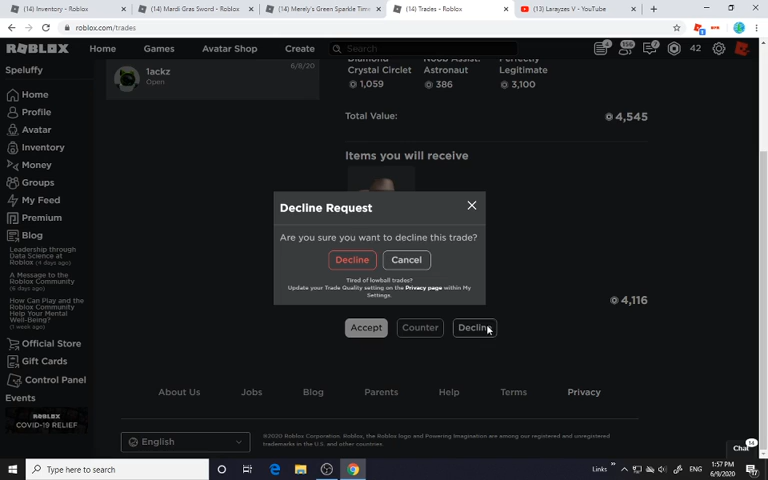 (14) Inventory - Roblox
(14) Mardi Gras Sword - Roblox
(14) Merely's Green Sparkle Time
(14) Trades - Roblox
(13) Larayzes V - YouTube
roblox.com/trades
ROBLOX
Home
Games
Avatar Shop
Create
Search
42
Speluffy
Home
Profile
Avatar
Inventory
Money
Groups
My Feed
Premium
Blog
Leadership through
Data Science at
Roblox (4 days ago)
A Message to the
Roblox Community
(6 days ago)
How Can Play and the
Roblox Community
Help Your Mental
Well-Being?
(1 week ago)
Official Store
Gift Cards
Control Panel
Events
ROBLOX
COVID-19 RELIEF
1ackz
Open
6/8/20
Diamond
Crystal Circlet
1,059
Noob Assist:
Astronaut
386
Perfectly
Legitimate
3,100
Total Value:
4,545
Items you will receive
4,116
Decline Request
Are you sure you want to decline this trade?
Decline
Cancel
Tired of lowball trades?
Update your Trade Quality setting on the Privacy page within My
Settings.
Accept
Counter
Decline
About Us
Jobs
Blog
Parents
Help
Terms
Privacy
English
©2020 Roblox Corporation. Roblox, the Roblox logo and Powering Imagination are among our registered and unregistered
trademarks in the U.S. and other countries.
Chat
14
Type here to search
Links
1:57 PM
6/9/2020